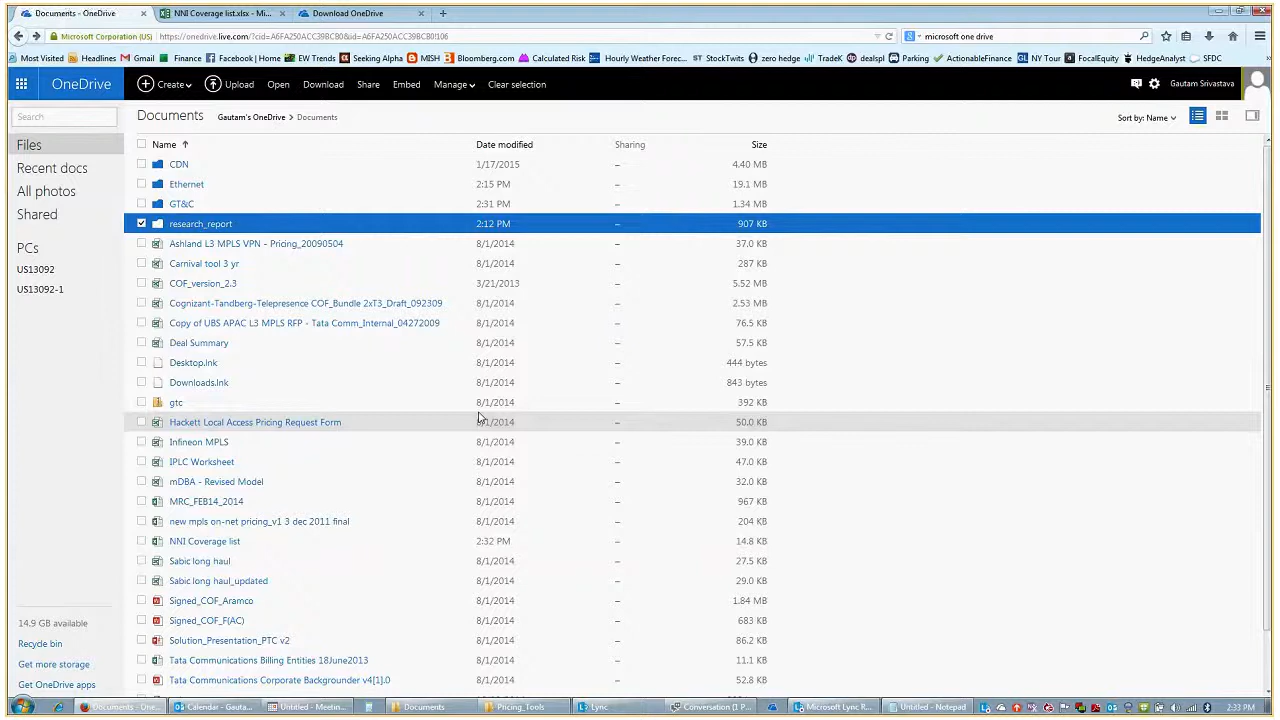 Documents - OneDrive
NNI Coverage list.xlsx - Mi...
Download OneDrive
Microsoft Corporation (US)
https://onedrive.live.com/?cid=A6FA250ACC39BCB0&id=A6FA250ACC39BCB0!106
microsoft one drive
Most Visited Headlines Gmail Finance Facebook | Home EW Trends Seeking Alpha MISH Bloomberg.com Calculated Risk Hourly Weather Forec... StockTwits zero hedge TradeK dealspl Parking ActionableFinance NY Tour FocalEquity HedgeAnalyst SFDC
OneDrive Create Upload Open Download Share Embed Manage Clear selection Gautam Srivastava
Search
Files
Recent docs
All photos
Shared
PCs
US13092
US13092-1
14.9 GB available
Recycle bin
Get more storage
Get OneDrive apps
Documents Gautam's OneDrive > Documents
Sort by: Name
Name Date modified Sharing Size
CDN 1/17/2015 – 4.40 MB
Ethernet 2:15 PM – 19.1 MB
GT&C 2:31 PM – 1.34 MB
research_report 2:12 PM – 907 KB
Ashland L3 MPLS VPN - Pricing_20090504 8/1/2014 – 37.0 KB
Carnival tool 3 yr 8/1/2014 – 287 KB
COF_version_2.3 3/21/2013 – 5.52 MB
Cognizant-Tandberg-Telepresence COF_Bundle 2xT3_Draft_092309 8/1/2014 – 2.53 MB
Copy of UBS APAC L3 MPLS RFP - Tata Comm_Internal_04272009 8/1/2014 – 76.5 KB
Deal Summary 8/1/2014 – 57.5 KB
Desktop.lnk 8/1/2014 – 444 bytes
Downloads.lnk 8/1/2014 – 843 bytes
gtc 8/1/2014 – 392 KB
Hackett Local Access Pricing Request Form 8/1/2014 – 50.0 KB
Infineon MPLS 8/1/2014 – 39.0 KB
IPLC Worksheet 8/1/2014 – 47.0 KB
mDBA - Revised Model 8/1/2014 – 32.0 KB
MRC_FEB14_2014 8/1/2014 – 967 KB
new mpls on-net pricing_v1 3 dec 2011 final 8/1/2014 – 204 KB
NNI Coverage list 2:32 PM – 14.8 KB
Sabic long haul 8/1/2014 – 27.5 KB
Sabic long haul_updated 8/1/2014 – 29.0 KB
Signed_COF_Aramco 8/1/2014 – 1.84 MB
Signed_COF_F(AC) 8/1/2014 – 683 KB
Solution_Presentation_PTC v2 8/1/2014 – 86.2 KB
Tata Communications Billing Entities 18June2013 8/1/2014 – 11.1 KB
Tata Communications Corporate Backgrounder v4[1].0 8/1/2014 – 52.8 KB
Documents - One... Calendar - Gauta... Untitled - Meetin... Documents Pricing_Tools Lync Conversation (1 P... Microsoft Lync R... Untitled - Notepad 2:33 PM